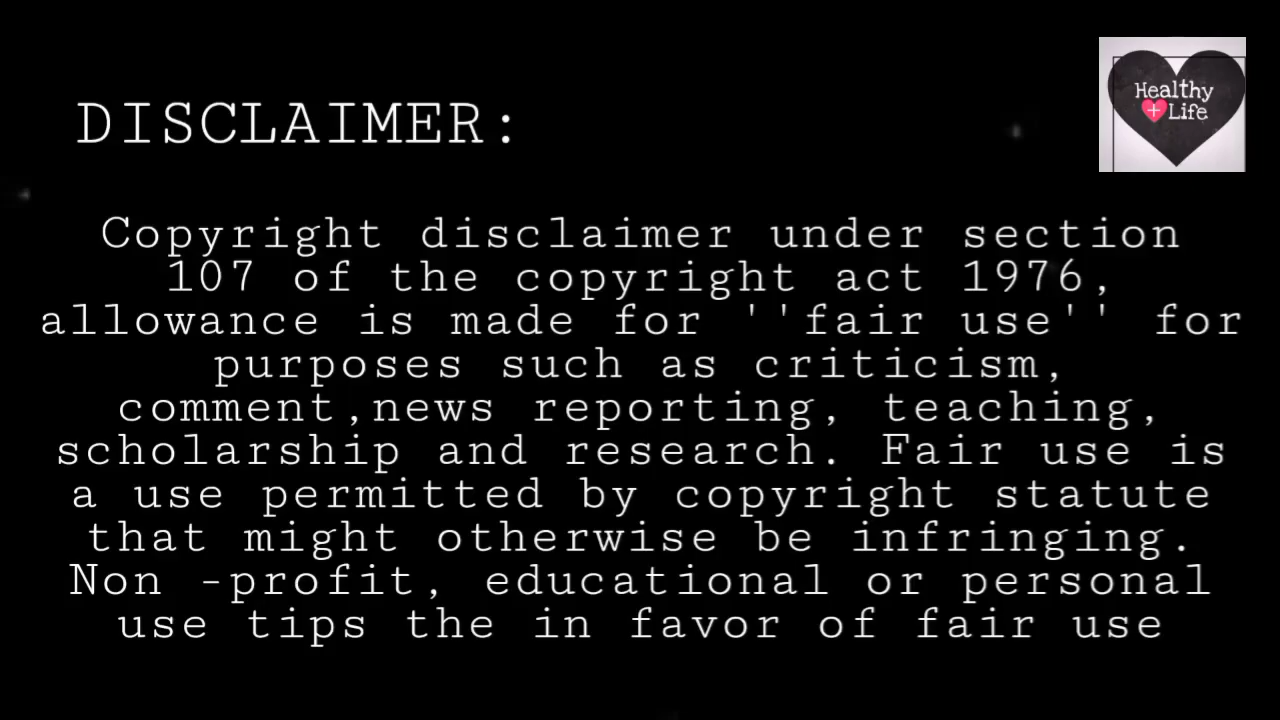 Healthy
Life
DISCLAIMER:
Copyright disclaimer under section
107 of the copyright act 1976,
allowance is made for ''fair use'' for
purposes such as criticism,
comment,news reporting, teaching,
scholarship and research. Fair use is
a use permitted by copyright statute
that might otherwise be infringing.
Non -profit, educational or personal
use tips the in favor of fair use